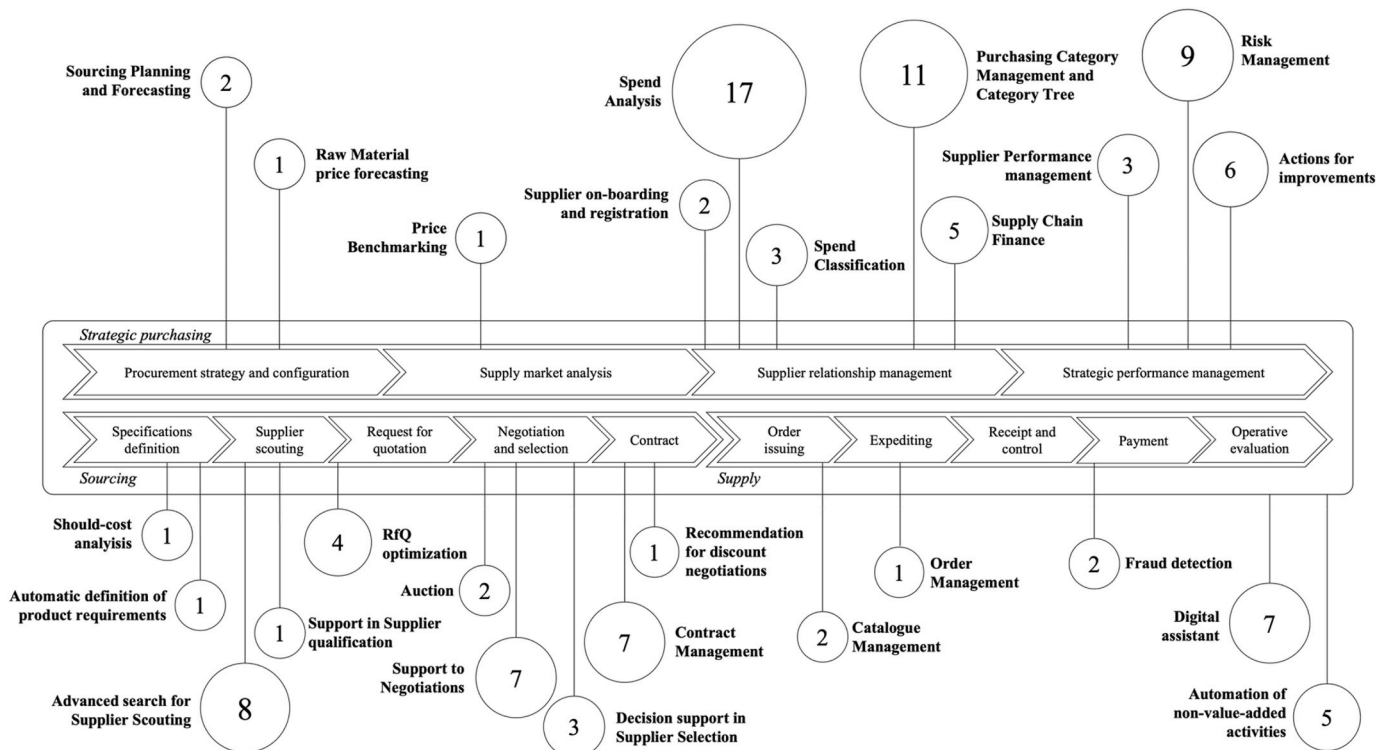 Sourcing Planning
and Forecasting
2
1
Raw Material
price forecasting
Price
Benchmarking
1
Spend
Analysis
17
Supplier on-boarding
and registration
2
3
Spend
Classification
11
Purchasing Category
Management and
Category Tree
5
Supply Chain
Finance
Supplier Performance
management
3
9
Risk
Management
6
Actions for
improvements
Strategic purchasing
Procurement strategy and configuration
Supply market analysis
Supplier relationship management
Strategic performance management
Specifications
definition
Supplier
scouting
Request for
quotation
Negotiation
and selection
Contract
Order
issuing
Expediting
Receipt and
control
Payment
Operative
evaluation
Sourcing
Supply
Should-cost
analyisis
1
Automatic definition of
product requirements
1
Advanced search for
Supplier Scouting
8
1
Support in Supplier
qualification
4
RfQ
optimization
Auction
2
Support to
Negotiations
7
3
Decision support in
Supplier Selection
7
Contract
Management
1
Recommendation
for discount
negotiations
2
Catalogue
Management
1
Order
Management
2
Fraud detection
Digital
assistant
7
Automation of
non-value-added
activities
5